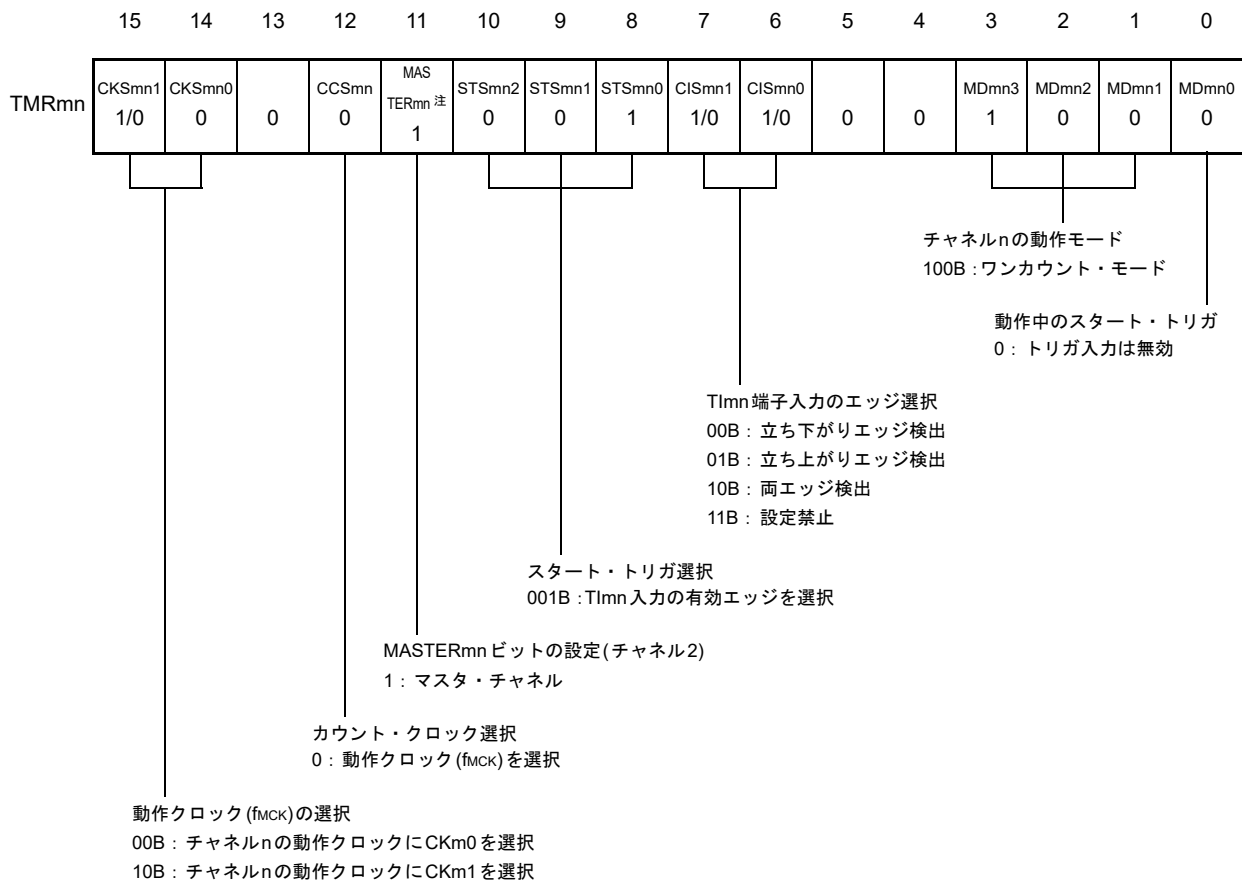 15 14 13 12 11 10 9 8 7 6 5 4 3 2 1 0
TMRmn
CKSmn1 CKSmn0 CCSmn MAS TERmn 注 STSmn2 STSmn1 STSmn0 CISmn1 CISmn0 MDmn3 MDmn2 MDmn1 MDmn0
1/0 0 0 0 1 0 0 1 1/0 1/0 0 0 1 0 0 0
チャネルnの動作モード
100B：ワンカウント・モード
動作中のスタート・トリガ
0：トリガ入力は無効
TImn端子入力のエッジ選択
00B：立ち下がりエッジ検出
01B：立ち上がりエッジ検出
10B：両エッジ検出
11B：設定禁止
スタート・トリガ選択
001B：TImn入力の有効エッジを選択
MASTERmnビットの設定(チャネル2)
1：マスタ・チャネル
カウント・クロック選択
0：動作クロック(fMCK)を選択
動作クロック(fMCK)の選択
00B：チャネルnの動作クロックにCKm0を選択
10B：チャネルnの動作クロックにCKm1を選択